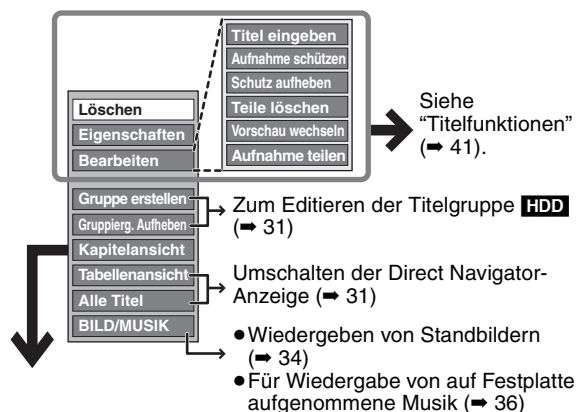 Titel eingeben
Aufnahme schützen
Schutz aufheben
Teile löschen
Vorschau wechseln
Aufnahme teilen
Siehe
“Titelfunktionen”
(➡ 41).
Löschen
Eigenschaften
Bearbeiten
Gruppe erstellen
Gruppierg. Aufheben
Kapitelansicht
Tabellenansicht
Alle Titel
BILD/MUSIK
Zum Editieren der Titelgruppe HDD
(➡ 31)
Umschalten der Direct Navigator-
Anzeige (➡ 31)
●Wiedergeben von Standbildern
(➡ 34)
●Für Wiedergabe von auf Festplatte
aufgenommene Musik (➡ 36)